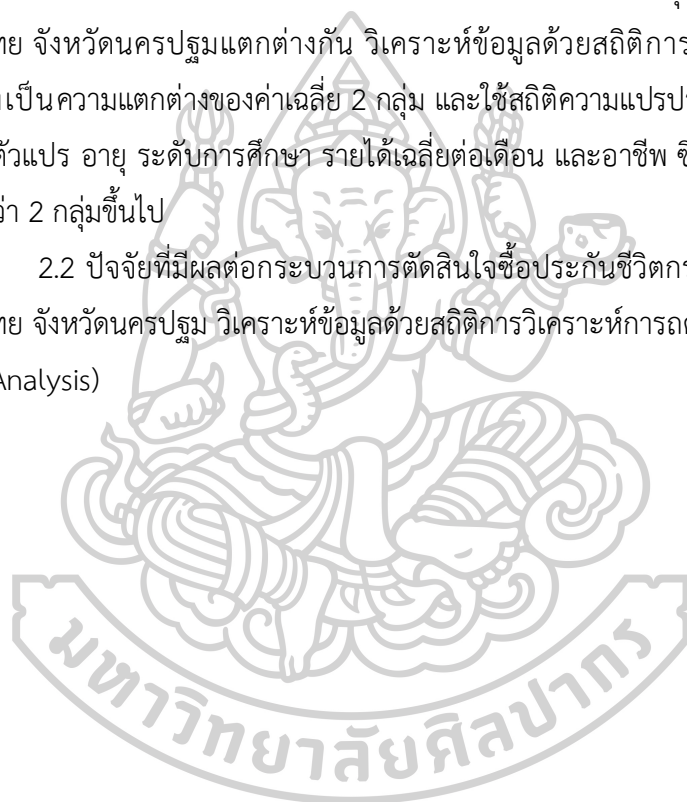 ทย จังหวัดนครปฐมแตกต่างกัน วิเคราะห์ข้อมูลด้วยสถิติการ
เป็นความแตกต่างของค่าเฉลี่ย 2 กลุ่ม และใช้สถิติความแปรป
ตัวแปร อายุ ระดับการศึกษา รายได้เฉลี่ยต่อเดือน และอาชีพ ซึ
ว่า 2 กลุ่มขึ้นไป
2.2 ปัจจัยที่มีผลต่อกระบวนการตัดสินใจซื้อประกันชีวิตกร
ทย จังหวัดนครปฐม วิเคราะห์ข้อมูลด้วยสถิติการวิเคราะห์การถด
Analysis)
มหาวิทยาลัยศิลปากร